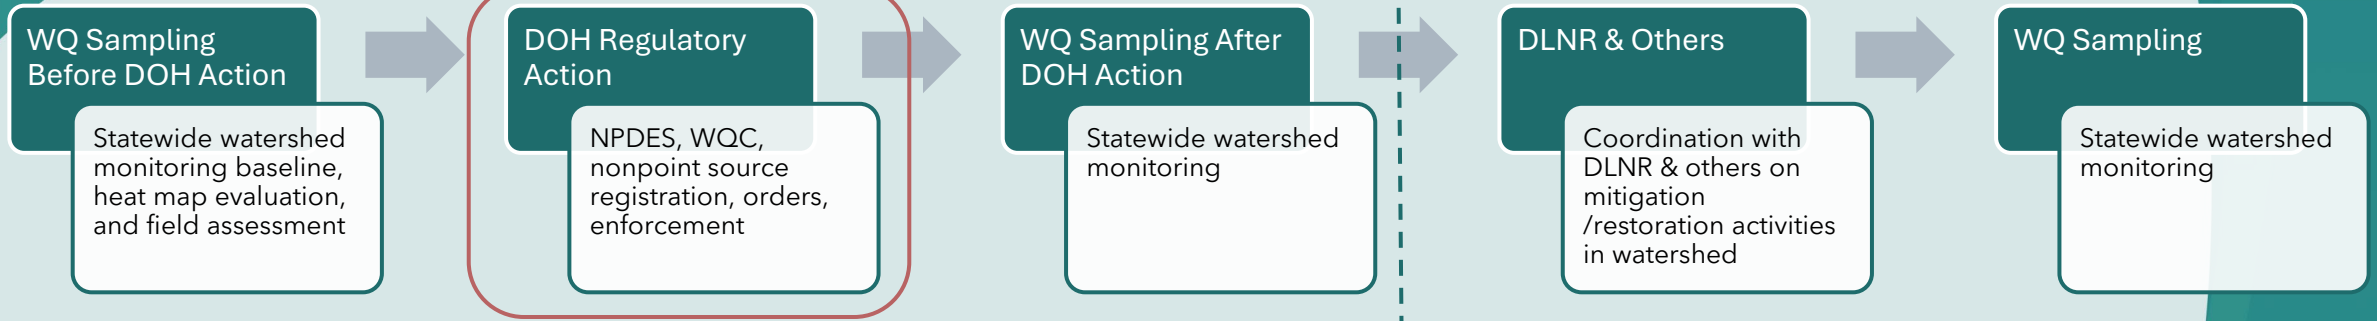 WQ Sampling
Before DOH Action
Statewide watershed
monitoring baseline,
heat map evaluation,
and field assessment
DOH Regulatory
Action
NPDES, WQC,
nonpoint source
registration, orders,
enforcement
WQ Sampling After
DOH Action
Statewide watershed
monitoring
DLNR & Others
Coordination with
DLNR & others on
mitigation
/restoration activities
in watershed
WQ Sampling
Statewide watershed
monitoring